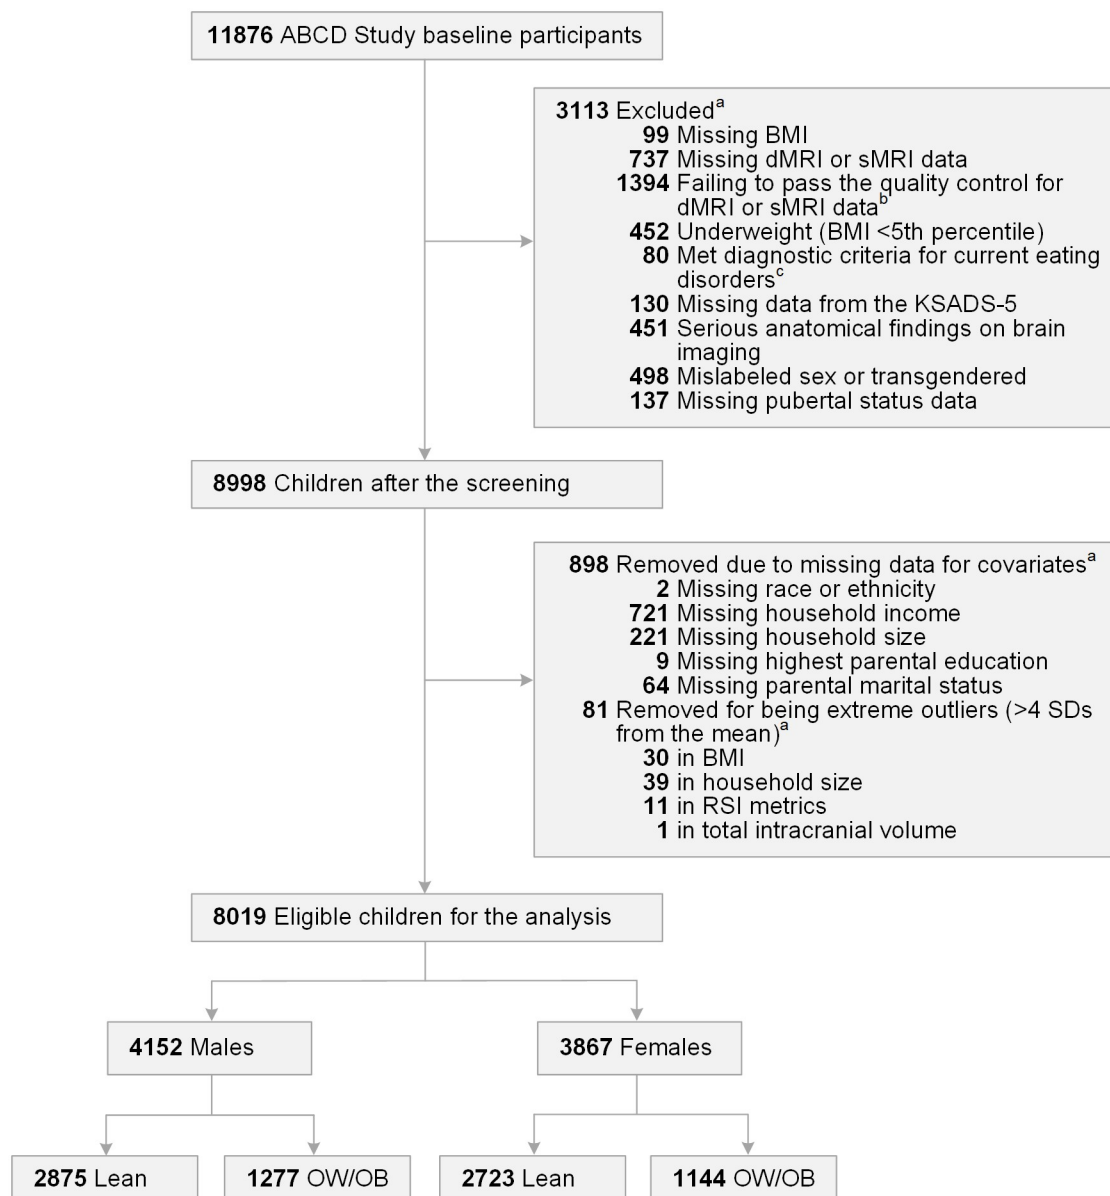 11876 ABCD Study baseline participants
3113 Excludedᵃ
99 Missing BMI
737 Missing dMRI or sMRI data
1394 Failing to pass the quality control for
dMRI or sMRI dataᵇ
452 Underweight (BMI <5th percentile)
80 Met diagnostic criteria for current eating
disordersᶜ
130 Missing data from the KSADS-5
451 Serious anatomical findings on brain
imaging
498 Mislabeled sex or transgendered
137 Missing pubertal status data
8998 Children after the screening
898 Removed due to missing data for covariatesᵃ
2 Missing race or ethnicity
721 Missing household income
221 Missing household size
9 Missing highest parental education
64 Missing parental marital status
81 Removed for being extreme outliers (>4 SDs
from the mean)ᵃ
30 in BMI
39 in household size
11 in RSI metrics
1 in total intracranial volume
8019 Eligible children for the analysis
4152 Males
3867 Females
2875 Lean
1277 OW/OB
2723 Lean
1144 OW/OB